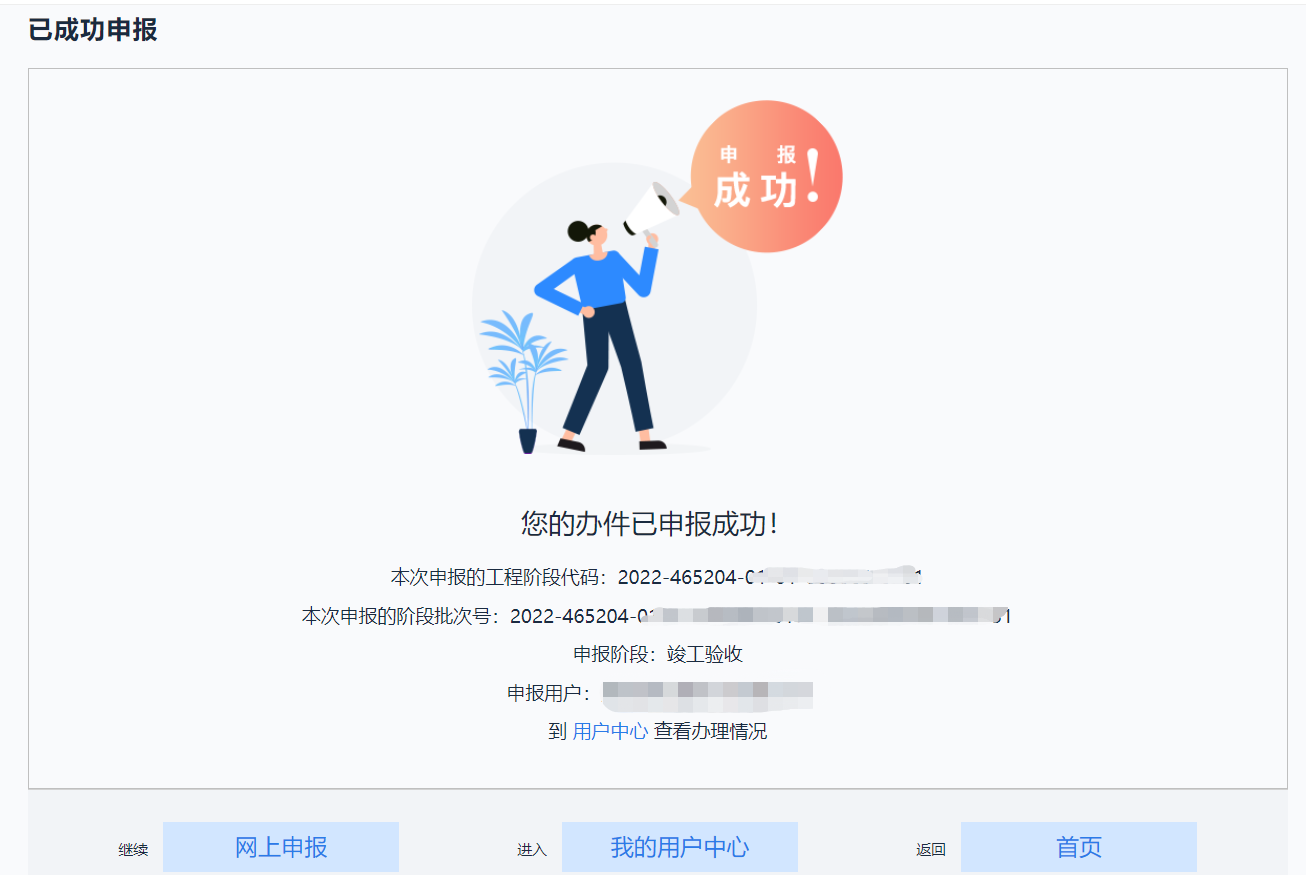 已成功申报
申 报
成功!
您的办件已申报成功!
本次申报的工程阶段代码：2022-465204-0
本次申报的阶段批次号：2022-465204-0
申报阶段：竣工验收
申报用户：
到 用户中心 查看办理情况
继续 网上申报 进入 我的用户中心 返回 首页